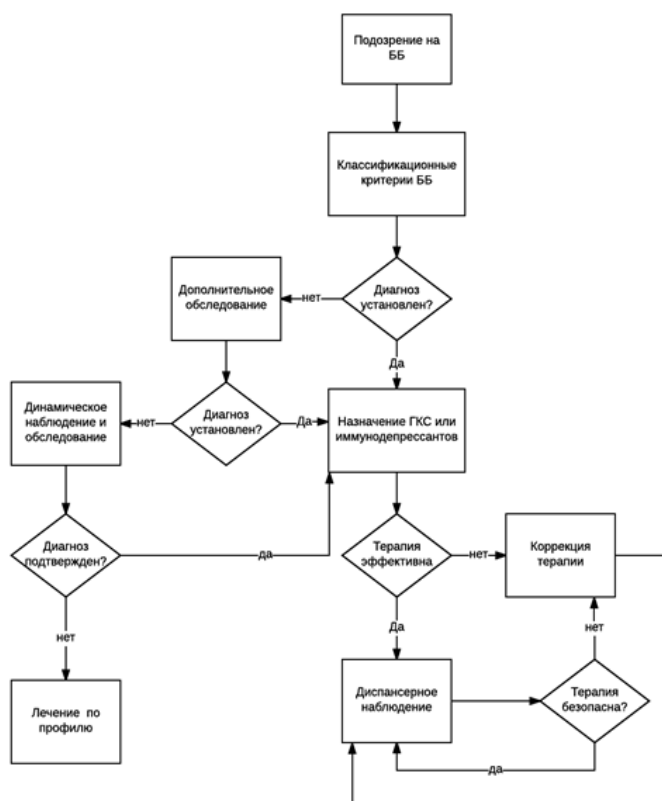 Подозрение на
ББ
Классификационные
критерии ББ
Диагноз
установлен?
нет
Дополнительное
обследование
Да
Диагноз
установлен?
нет
Да
Динамическое
наблюдение и
обследование
Назначение ГКС или
иммунодепрессантов
Диагноз
подтвержден?
да
нет
Лечение по
профилю
Терапия
эффективна
нет
Коррекция
терапии
Да
Диспансерное
наблюдение
Терапия
безопасна?
нет
да